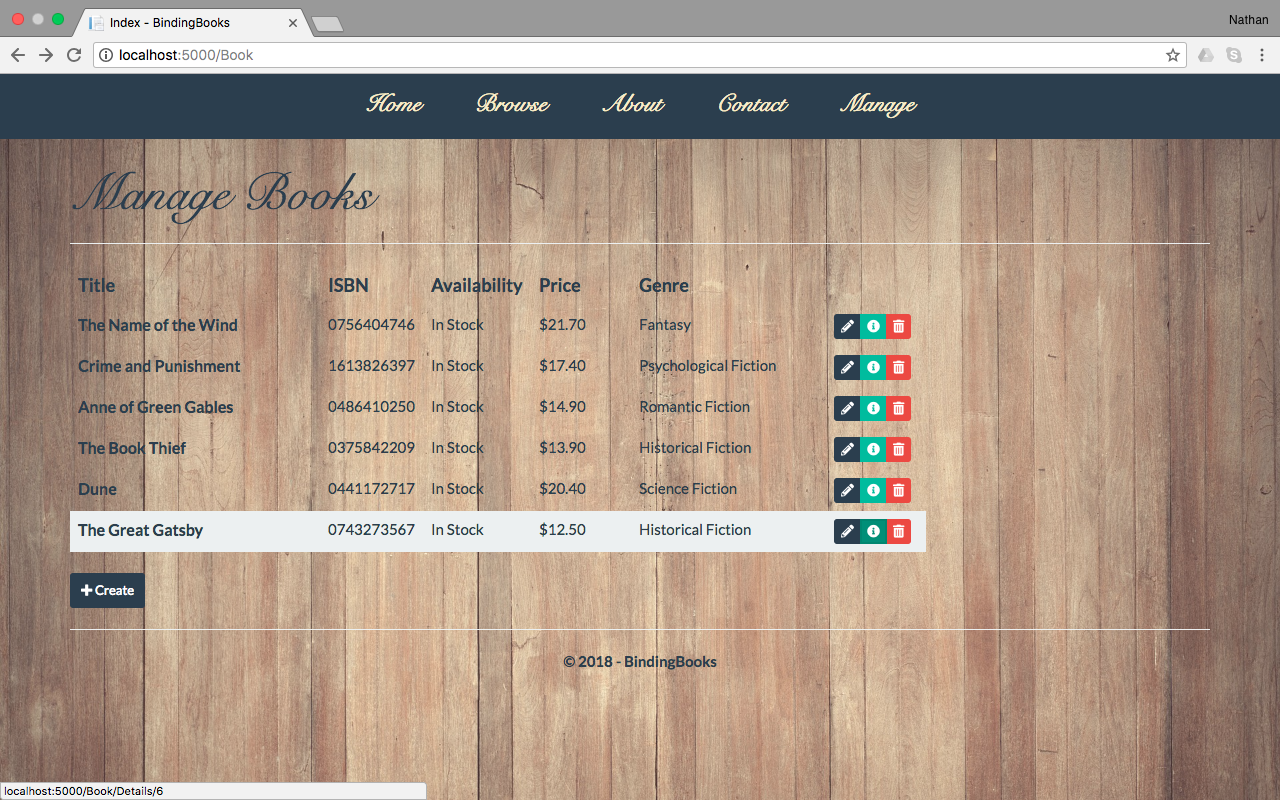 Index - BindingBooks
Nathan
localhost:5000/Book
Home Browse About Contact Manage
Manage Books
Title ISBN Availability Price Genre
The Name of the Wind 0756404746 In Stock $21.70 Fantasy
Crime and Punishment 1613826397 In Stock $17.40 Psychological Fiction
Anne of Green Gables 0486410250 In Stock $14.90 Romantic Fiction
The Book Thief 0375842209 In Stock $13.90 Historical Fiction
Dune 0441172717 In Stock $20.40 Science Fiction
The Great Gatsby 0743273567 In Stock $12.50 Historical Fiction
Create
© 2018 - BindingBooks
localhost:5000/Book/Details/6